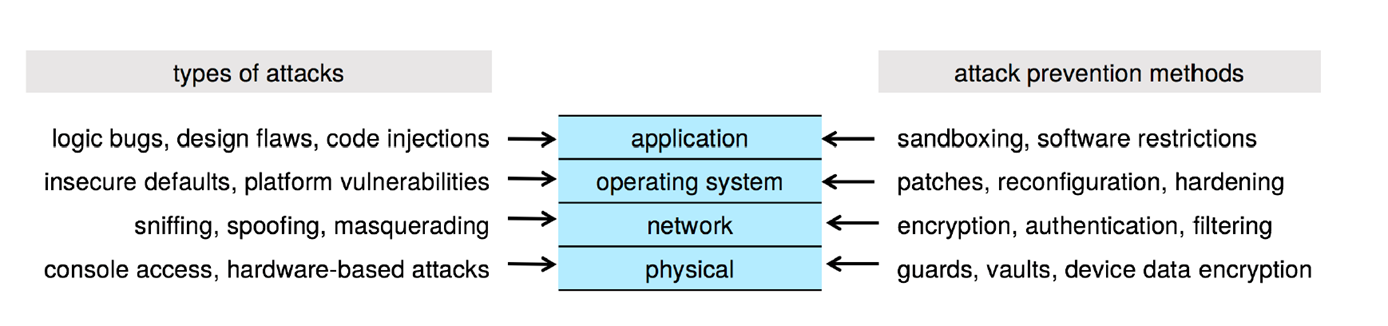 types of attacks
attack prevention methods
logic bugs, design flaws, code injections
application
sandboxing, software restrictions
insecure defaults, platform vulnerabilities
operating system
patches, reconfiguration, hardening
sniffing, spoofing, masquerading
network
encryption, authentication, filtering
console access, hardware-based attacks
physical
guards, vaults, device data encryption